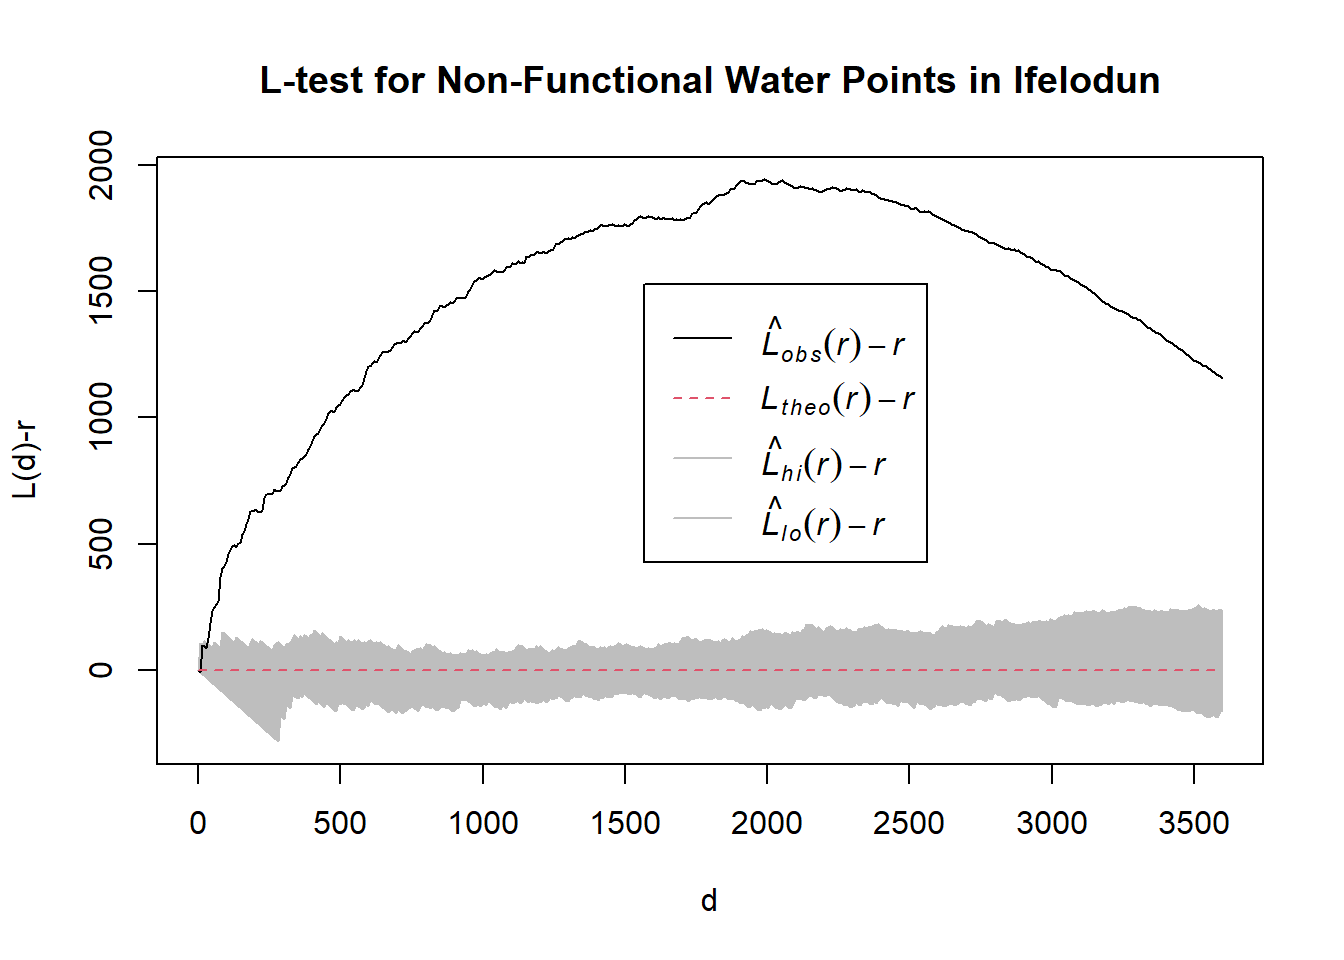 L-test for Non-Functional Water Points in Ifelodun
L(d)-r
2000
1500
1000
500
0
L̂obs(r) − r
Ltheo(r) − r
L̂hi(r) − r
L̂lo(r) − r
0 500 1000 1500 2000 2500 3000 3500
d